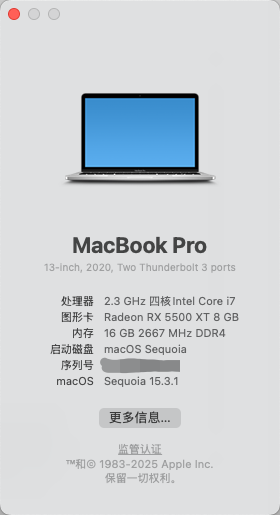 MacBook Pro
13-inch, 2020, Two Thunderbolt 3 ports
处理器 2.3 GHz 四核Intel Core i7
图形卡 Radeon RX 5500 XT 8 GB
内存 16 GB 2667 MHz DDR4
启动磁盘 macOS Sequoia
序列号
macOS Sequoia 15.3.1
更多信息...
监管认证
™和© 1983-2025 Apple Inc.
保留一切权利。